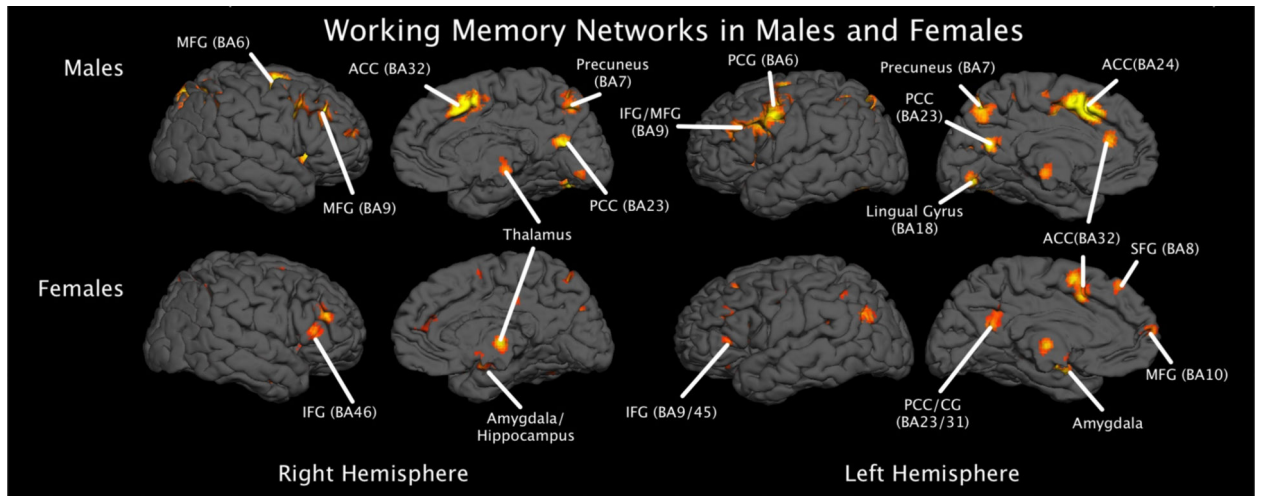 Working Memory Networks in Males and Females
Males
MFG (BA6)
ACC (BA32)
Precuneus
(BA7)
MFG (BA9)
PCC (BA23)
Thalamus
PCG (BA6)
IFG/MFG
(BA9)
Precuneus (BA7)
PCC
(BA23)
ACC(BA24)
Lingual Gyrus
(BA18)
ACC(BA32)
Females
IFG (BA46)
Amygdala/
Hippocampus
IFG (BA9/45)
SFG (BA8)
MFG (BA10)
PCC/CG
(BA23/31)
Amygdala
Right Hemisphere
Left Hemisphere